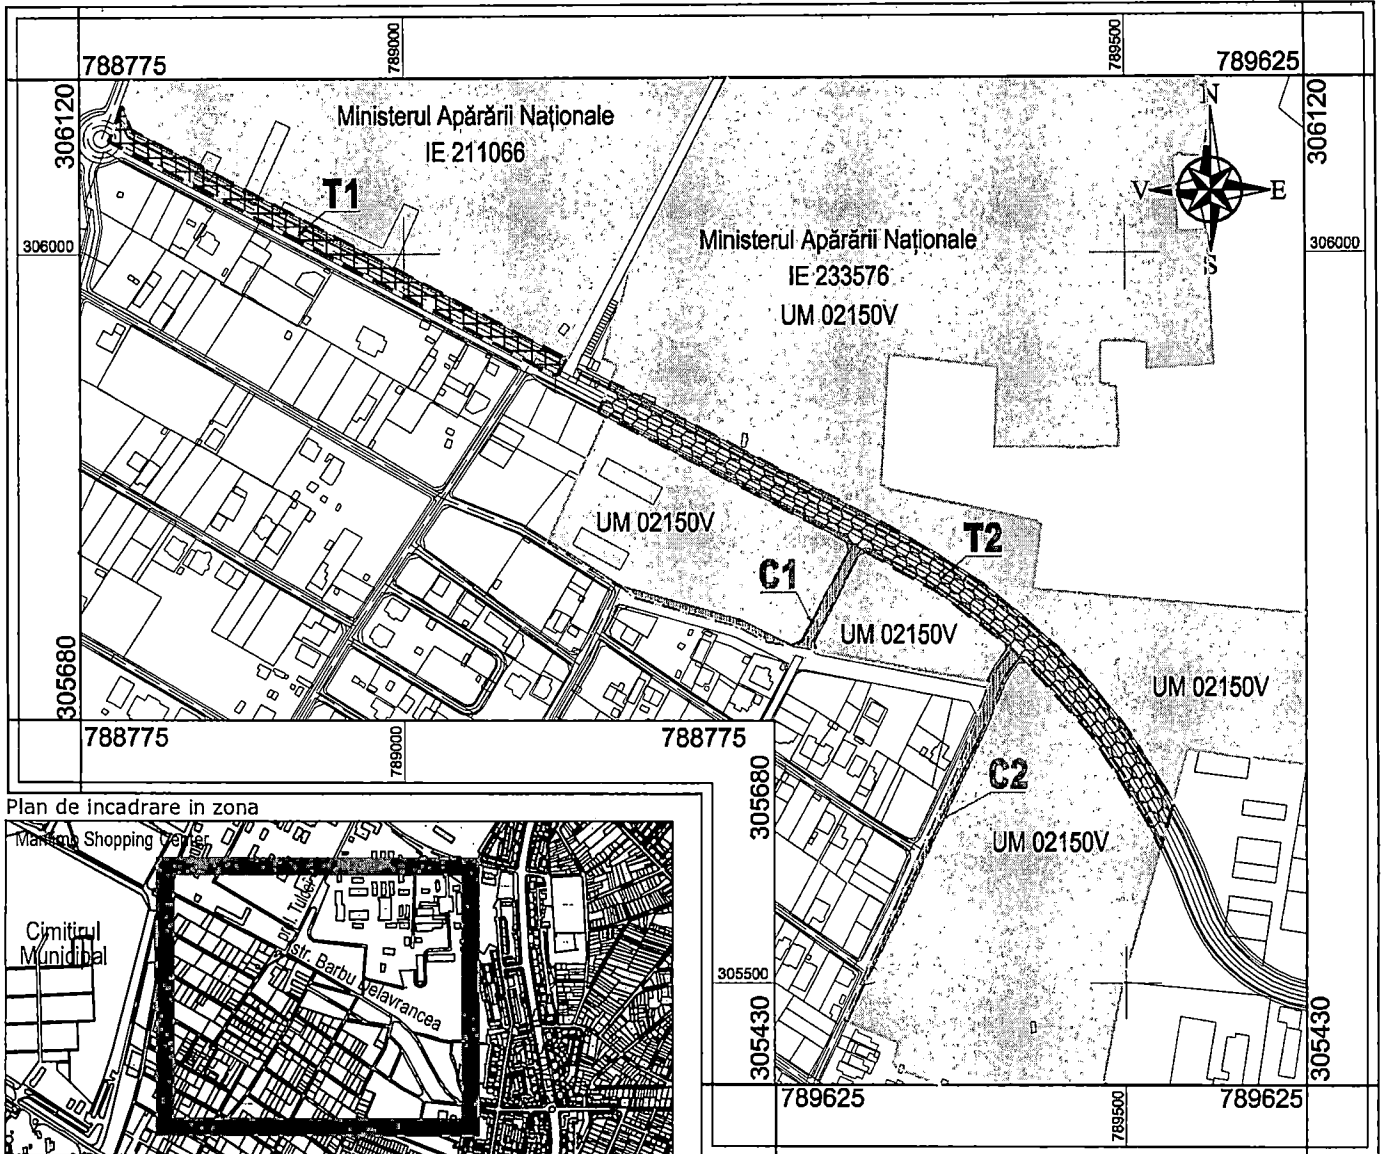 789000
789500
788775
789625
306120
306120
N
A
Ministerul Apărării Naționale
IE 211066
T1
V
E
S
306000
306000
Ministerul Apărării Naționale
IE 233576
UM 02150V
UM 02150V
T2
C1
UM 02150V
UM 02150V
305680
788775
789000
788775
305680
C2
UM 02150V
Plan de incadrare in zona
Maritimo Shopping Center
Cimitirul
Municipal
str. Barbu Delavrancea
305500
305430
305430
789625
789500
789625